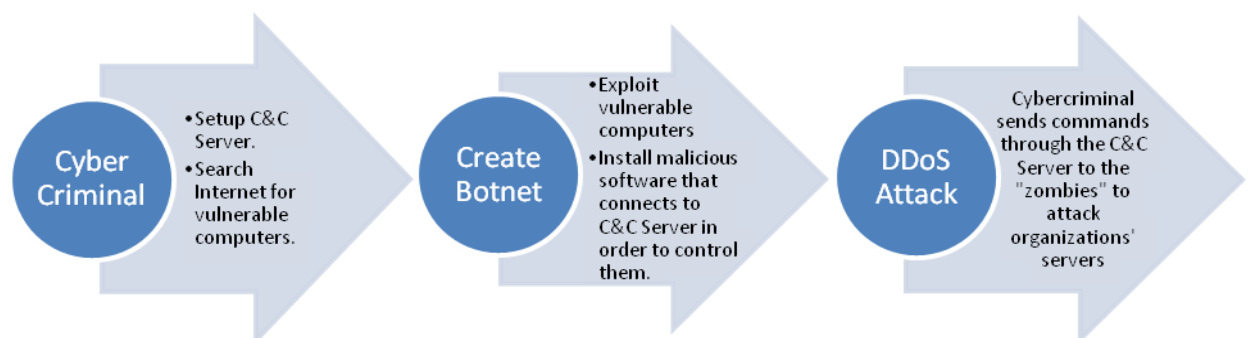 Cyber
Criminal
•Setup C&C
Server.
•Search
Internet for
vulnerable
computers.
Create
Botnet
•Exploit
vulnerable
computers
•Install malicious
software that
connects to
C&C Server in
order to control
them.
DDoS
Attack
Cybercriminal
sends commands
through the C&C
Server to the
"zombies" to
attack
organizations'
servers